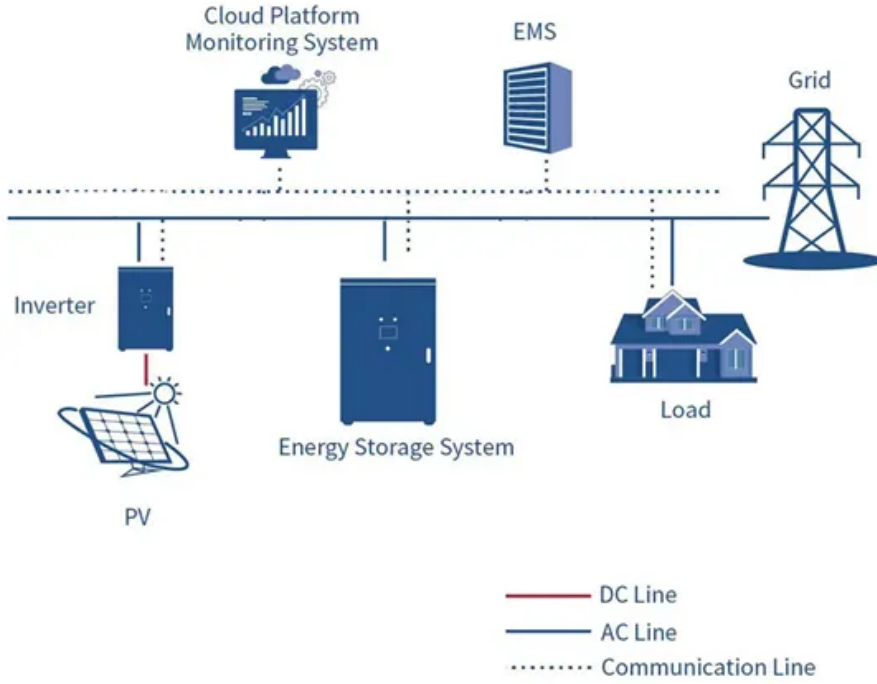 Cloud Platform
Monitoring System
EMS
Grid
Inverter
Load
Energy Storage System
PV
DC Line
AC Line
Communication Line